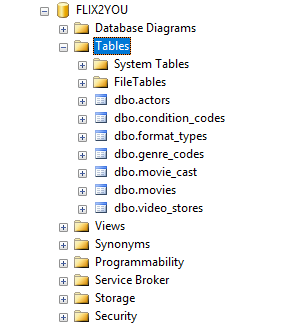 FLIX2YOU
Database Diagrams
Tables
System Tables
FileTables
dbo.actors
dbo.condition_codes
dbo.format_types
dbo.genre_codes
dbo.movie_cast
dbo.movies
dbo.video_stores
Views
Synonyms
Programmability
Service Broker
Storage
Security